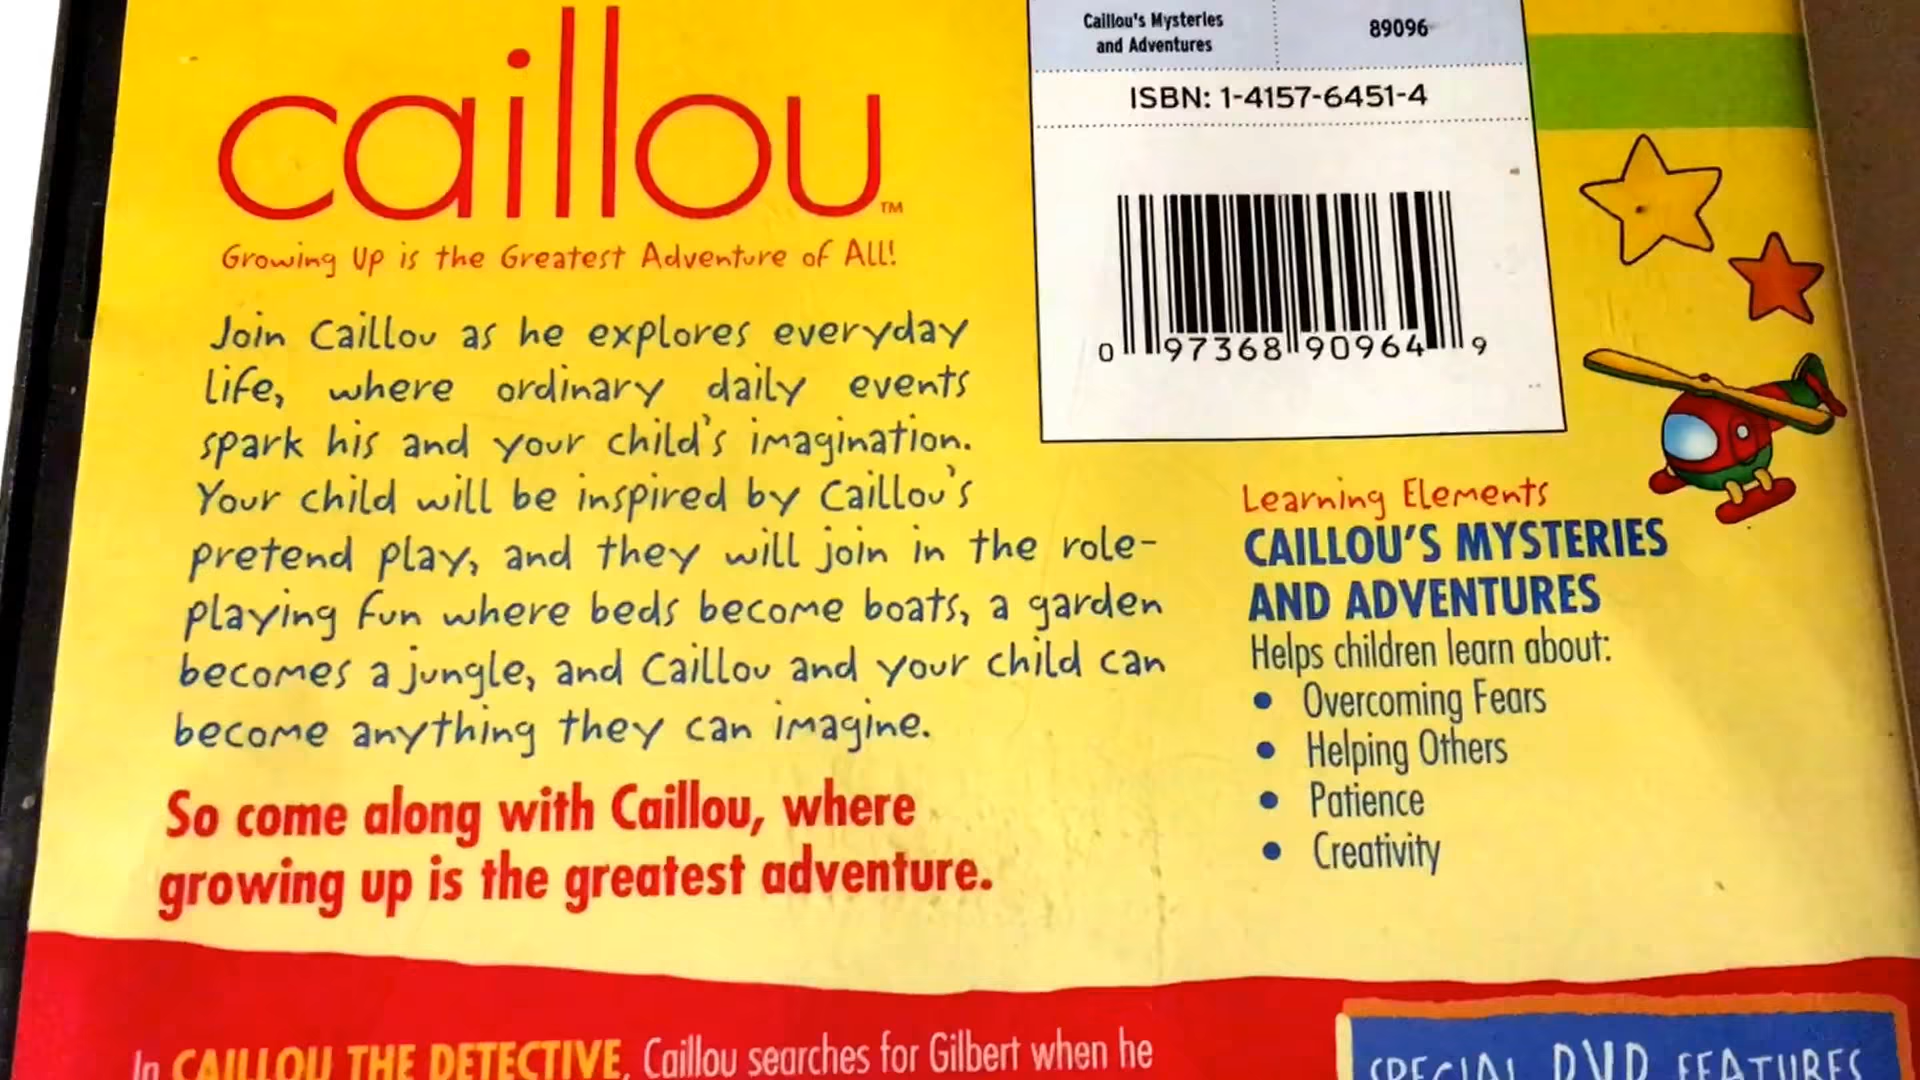 caillou™
Growing Up is the Greatest Adventure of All!
Join Caillou as he explores everyday
life, where ordinary daily events
spark his and your child's imagination.
Your child will be inspired by Caillou's
pretend play, and they will join in the role-
playing fun where beds become boats, a garden
becomes a jungle, and Caillou and your child can
become anything they can imagine.
So come along with Caillou, where
growing up is the greatest adventure.
Caillou's Mysteries
and Adventures
89096
ISBN: 1-4157-6451-4
0 97368 90964 9
Learning Elements
CAILLOU'S MYSTERIES
AND ADVENTURES
Helps children learn about:
• Overcoming Fears
• Helping Others
• Patience
• Creativity
In CAILLOU THE DETECTIVE, Caillou searches for Gilbert when he
SPECIAL DVD FEATURES